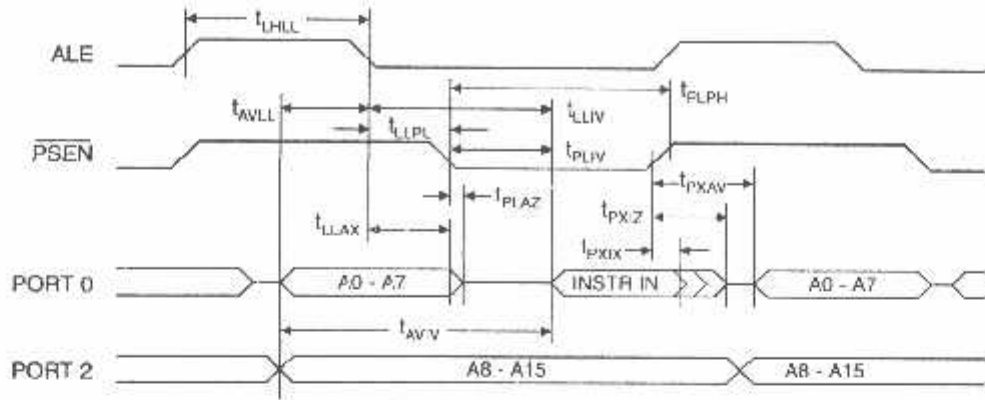 tLHLL
ALE
tPLPH
tAVLL
tLLIV
tLLPL
PSEN
tPLIV
tPXAV
tPLAZ
tPXIZ
tLLAX
tPXIX
PORT 0
A0 - A7
INSTR IN
A0 - A7
tAVIV
PORT 2
A8 - A15
A8 - A15